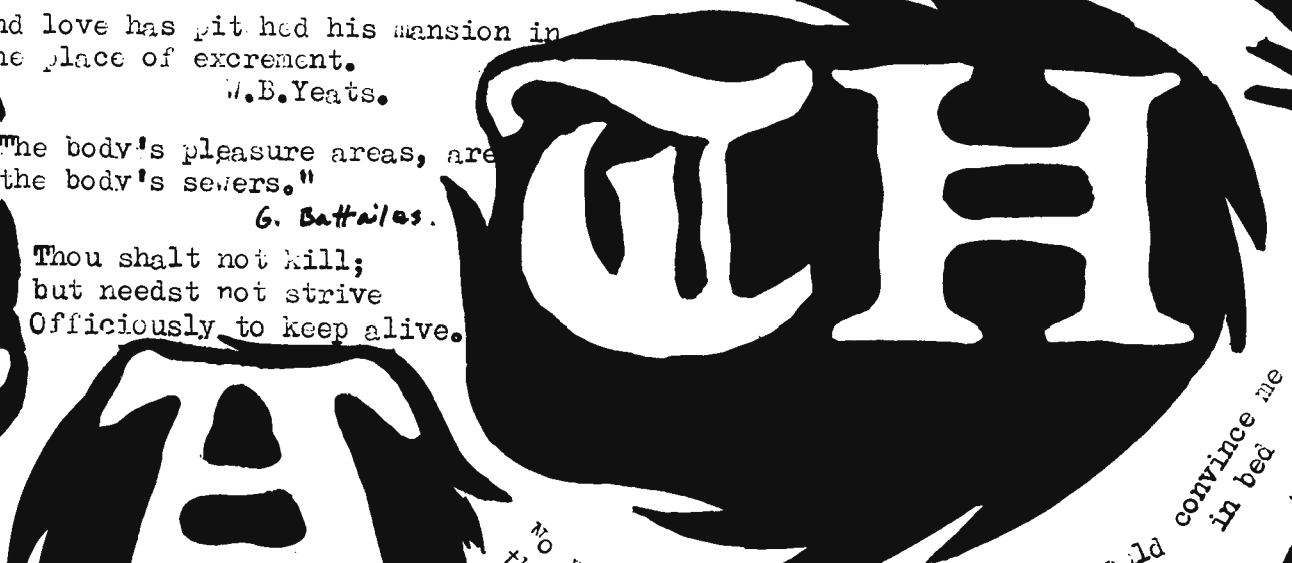 nd love has pit hed his mansion in
he place of excrement.
W.B.Yeats.
"The body's pleasure areas, are
the body's sewers."
G. Battailes.
Thou shalt not kill;
but needst not strive
Officiously to keep alive.
TH
A
No
convince me
in bed